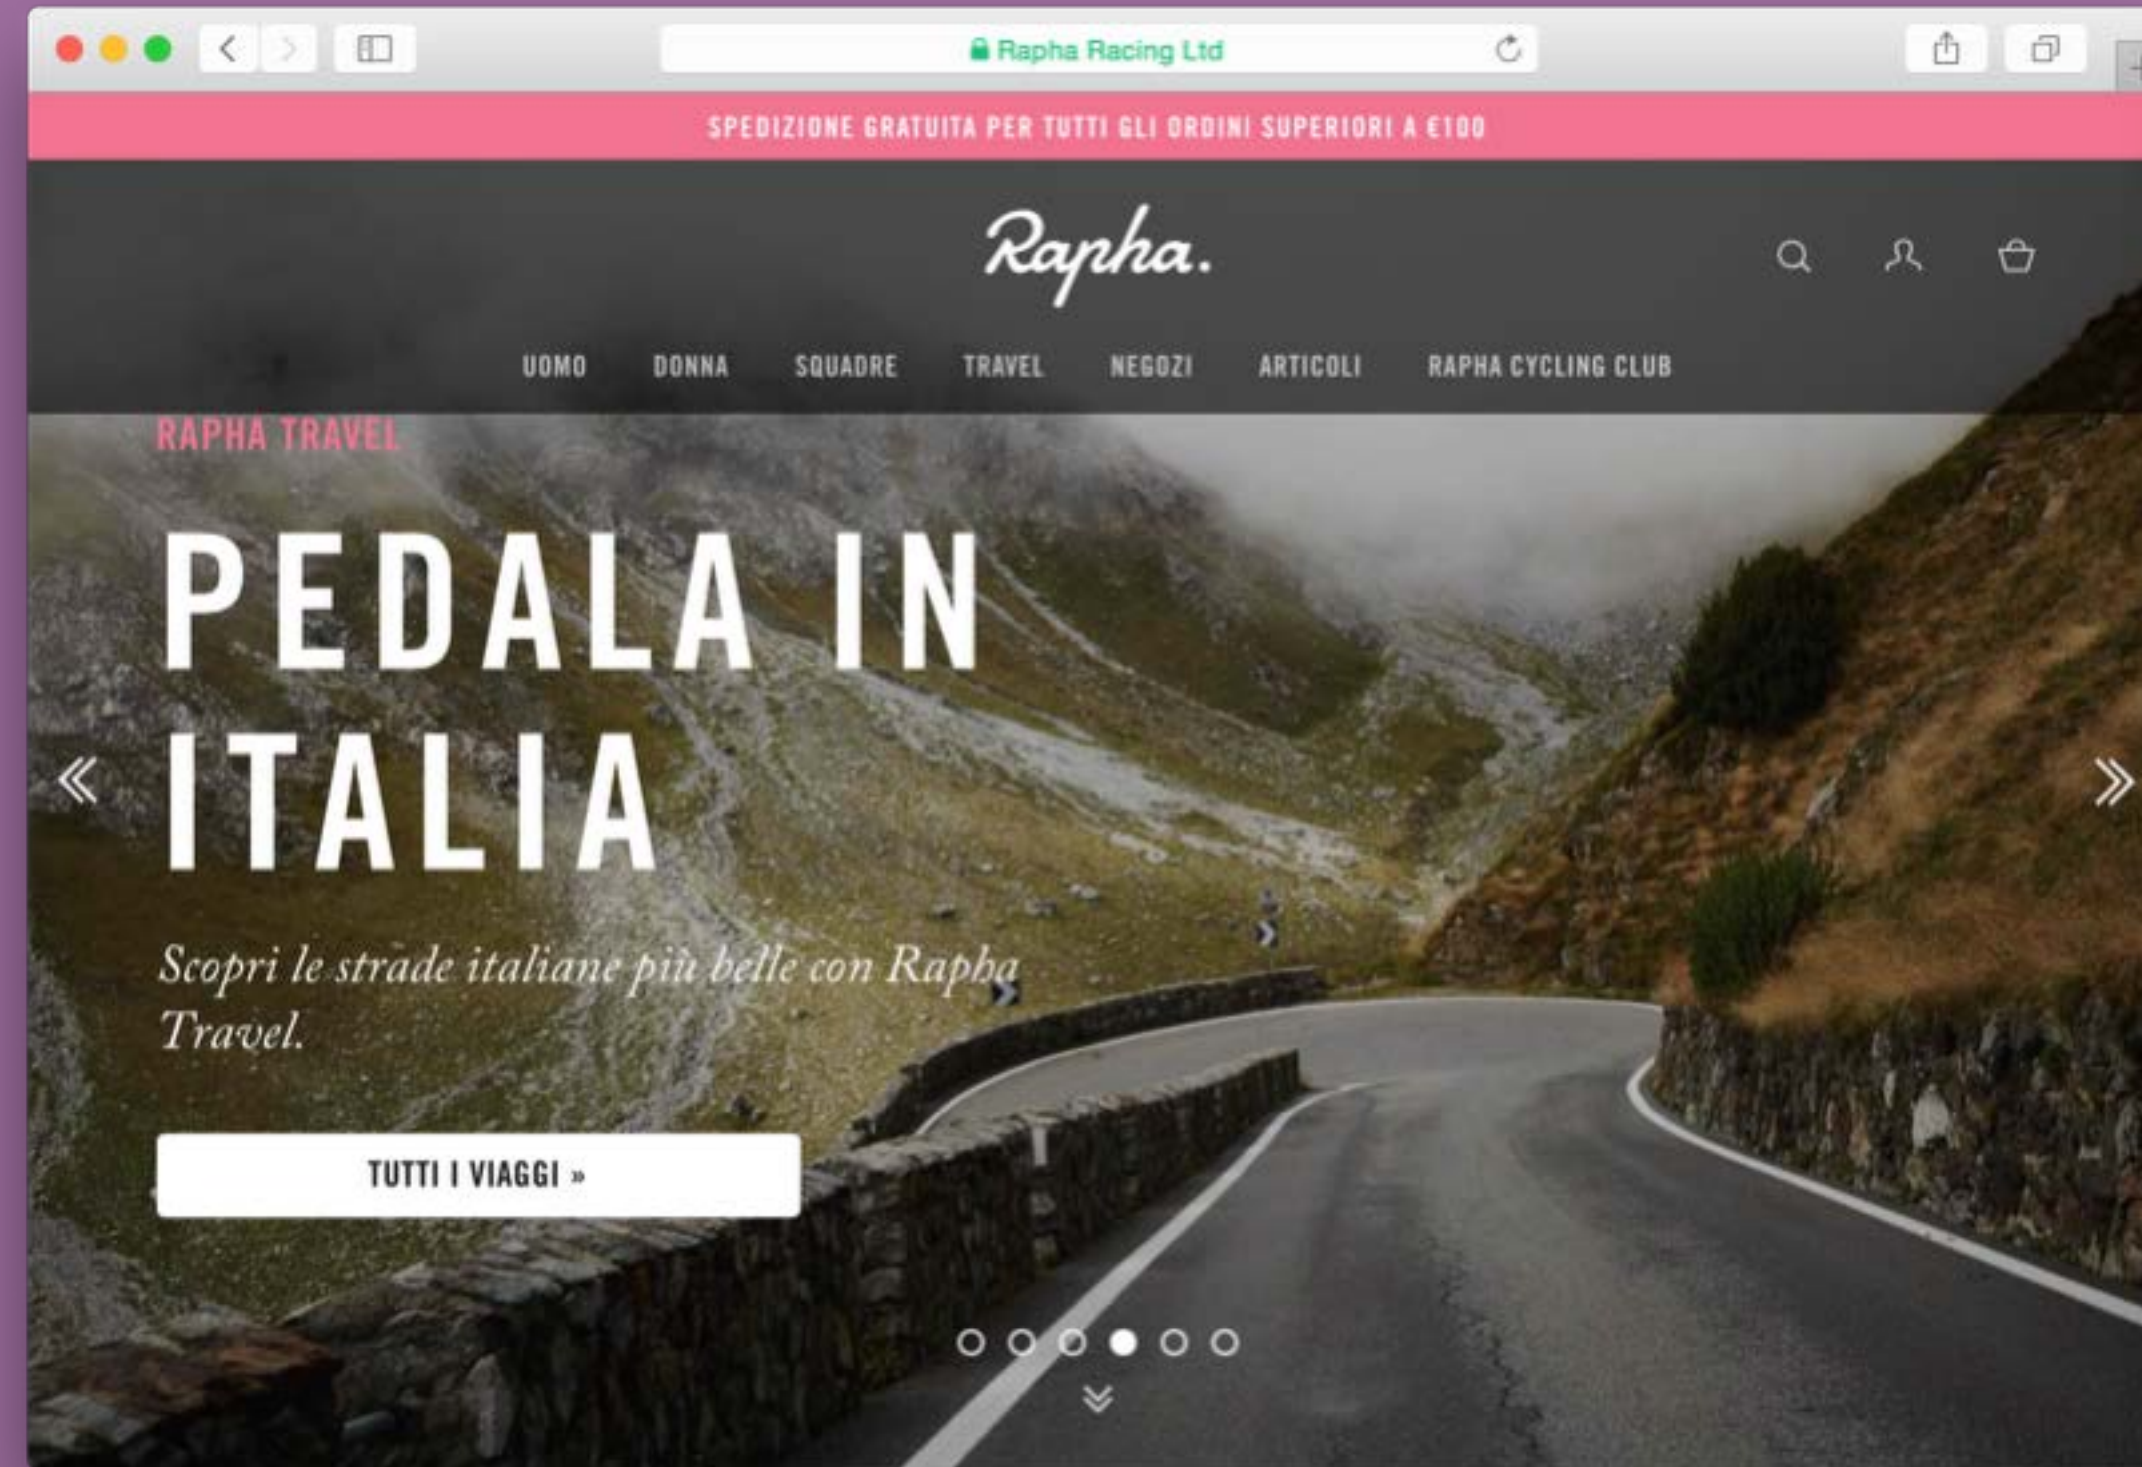 Rapha Racing Ltd
SPEDIZIONE GRATUITA PER TUTTI GLI ORDINI SUPERIORI A €100
Rapha.
UOMO DONNA SQUADRE TRAVEL NEGOZI ARTICOLI RAPHA CYCLING CLUB
RAPHA TRAVEL
PEDALA IN
ITALIA
Scopri le strade italiane più belle con Rapha
Travel.
TUTTI I VIAGGI »